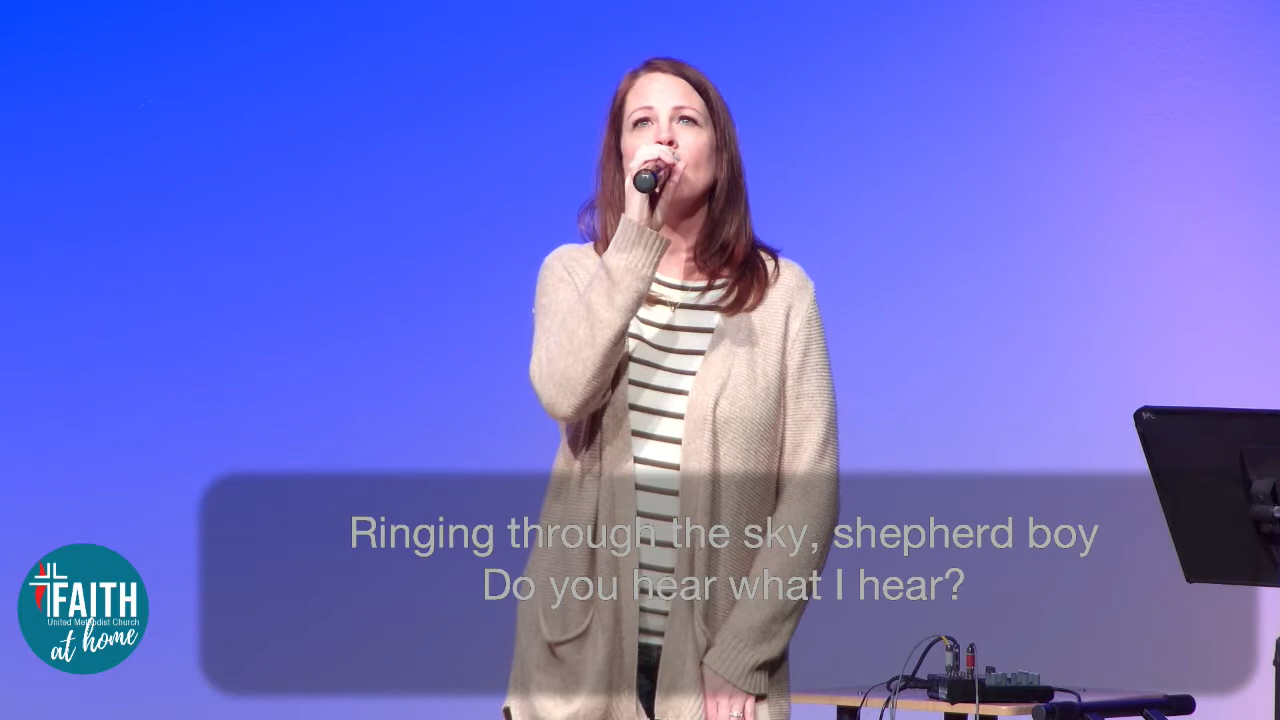 Ringing through the sky, shepherd boy
Do you hear what I hear?
FAITH
United Methodist Church
at home